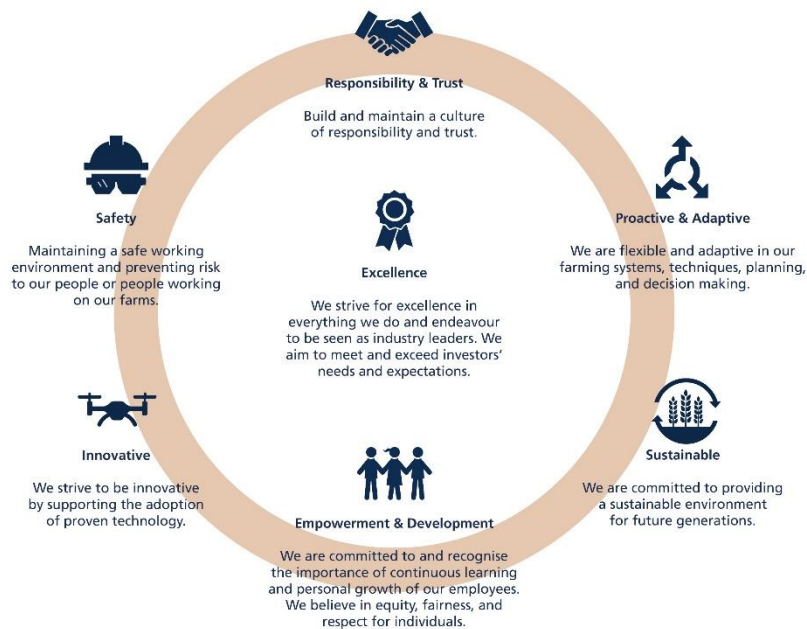 Responsibility & Trust
Build and maintain a culture
of responsibility and trust.
Safety
Maintaining a safe working
environment and preventing risk
to our people or people working
on our farms.
Excellence
We strive for excellence in
everything we do and endeavour
to be seen as industry leaders. We
aim to meet and exceed investors'
needs and expectations.
Proactive & Adaptive
We are flexible and adaptive in our
farming systems, techniques, planning,
and decision making.
Innovative
We strive to be innovative
by supporting the adoption
of proven technology.
Empowerment & Development
We are committed to and recognise
the importance of continuous learning
and personal growth of our employees.
We believe in equity, fairness, and
respect for individuals.
Sustainable
We are committed to providing
a sustainable environment
for future generations.